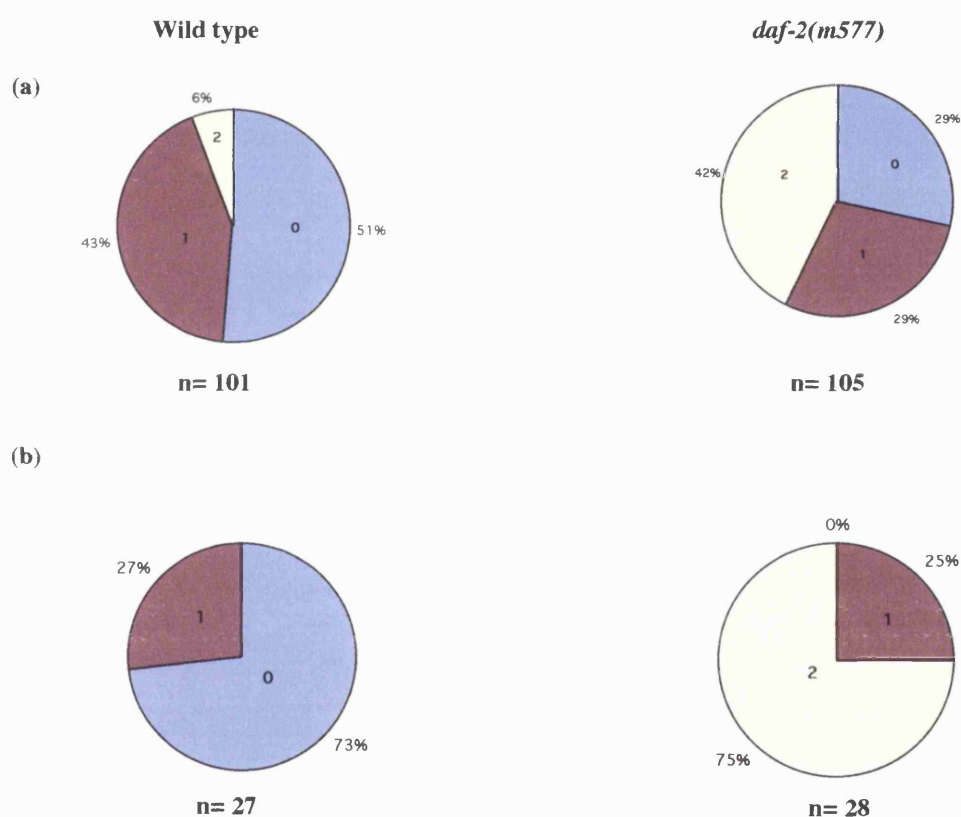 Wild type
daf-2(m577)
(a)
6%
2
43%
1
0
51%
n= 101
29%
42%
2
0
1
29%
n= 105
(b)
27%
1
0
73%
n= 27
0%
25%
1
2
75%
n= 28